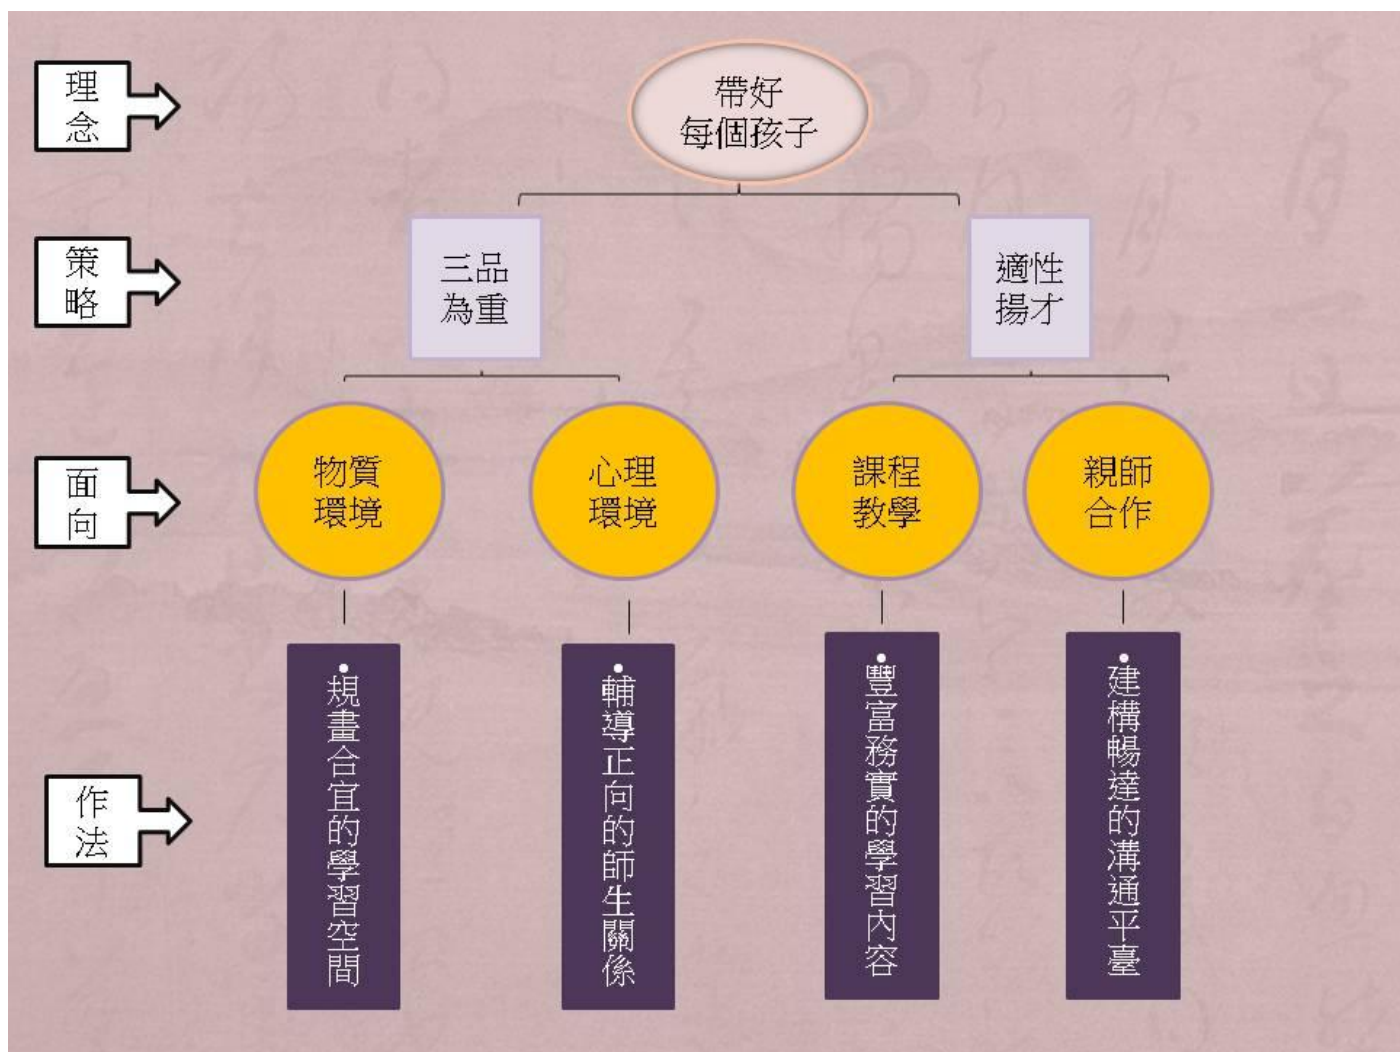 理
念
帶好
每個孩子
策
略
三品
為重
適性
揚才
面
向
物質
環境
心理
環境
課程
教學
親師
合作
作
法
•規畫合宜的學習空間
•輔導正向的師生關係
•豐富務實的學習內容
•建構暢達的溝通平臺